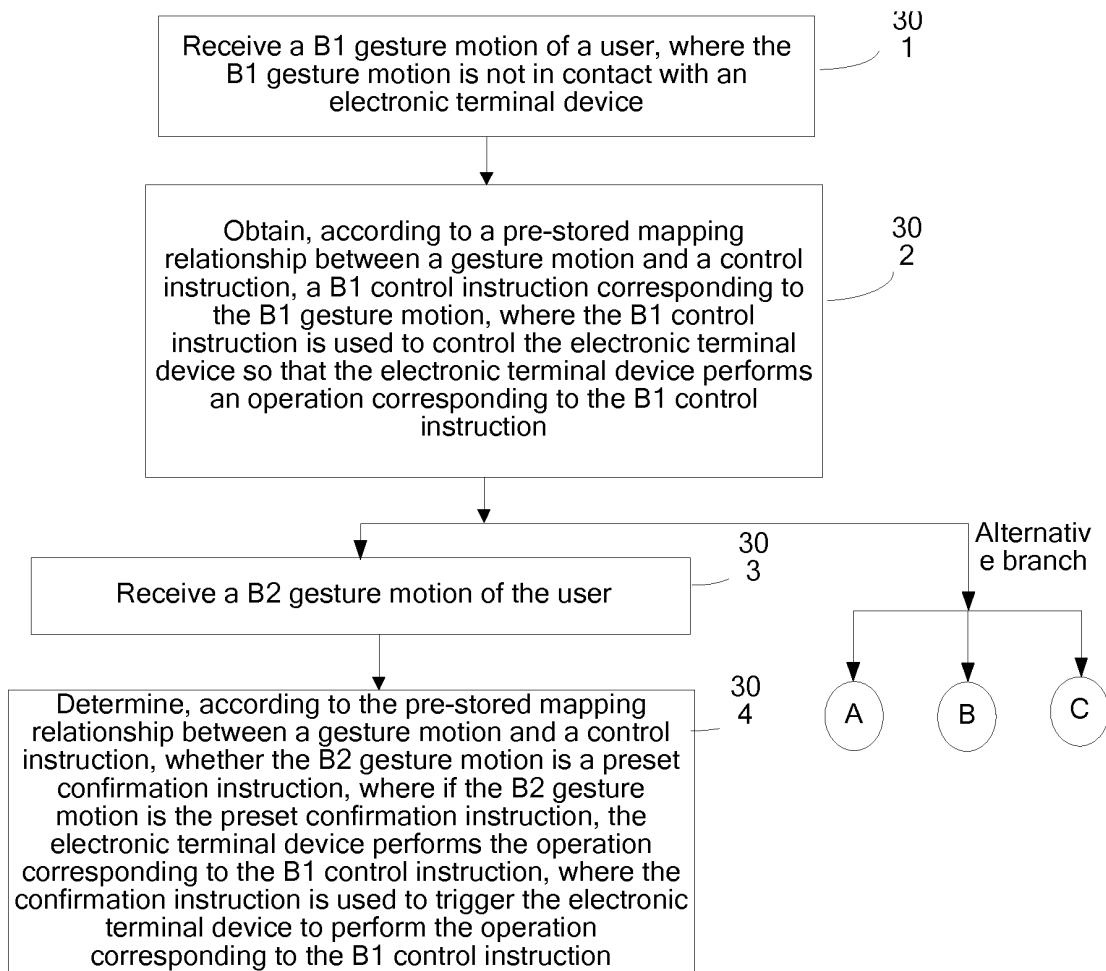 Receive a B1 gesture motion of a user, where the
B1 gesture motion is not in contact with an
electronic terminal device
30
1
Obtain, according to a pre-stored mapping
relationship between a gesture motion and a control
instruction, a B1 control instruction corresponding to
the B1 gesture motion, where the B1 control
instruction is used to control the electronic terminal
device so that the electronic terminal device performs
an operation corresponding to the B1 control
instruction
30
2
Receive a B2 gesture motion of the user
30
3
Alternativ
e branch
Determine, according to the pre-stored mapping
relationship between a gesture motion and a control
instruction, whether the B2 gesture motion is a preset
confirmation instruction, where if the B2 gesture
motion is the preset confirmation instruction, the
electronic terminal device performs the operation
corresponding to the B1 control instruction, where the
confirmation instruction is used to trigger the electronic
terminal device to perform the operation
corresponding to the B1 control instruction
30
4
A
B
C